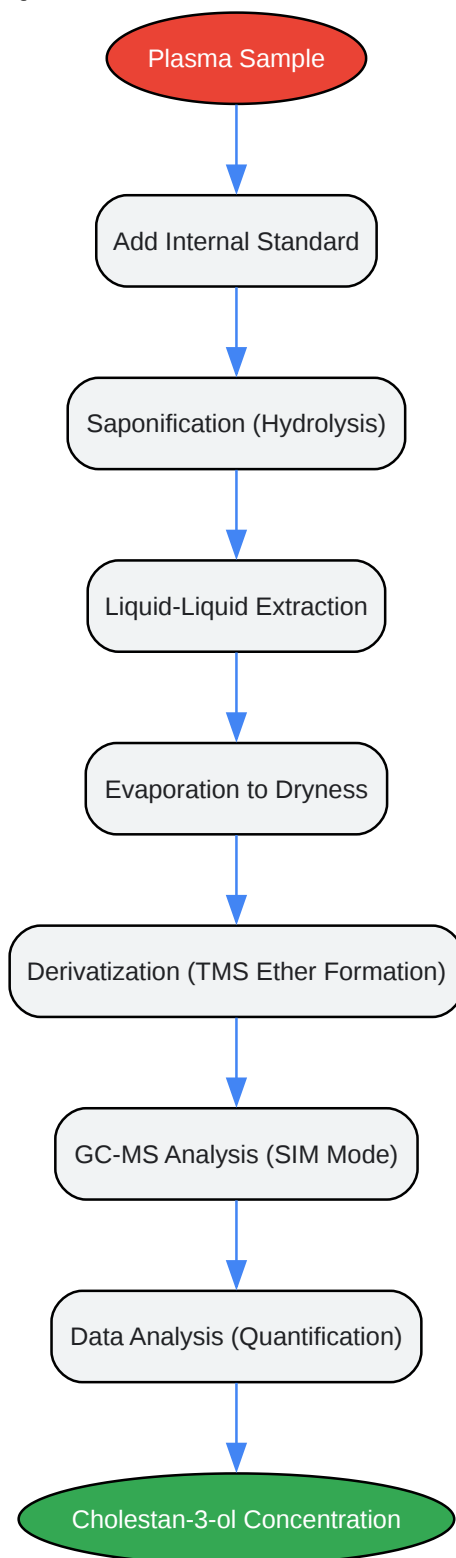 Plasma Sample
Add Internal Standard
Saponification (Hydrolysis)
Liquid-Liquid Extraction
Evaporation to Dryness
Derivatization (TMS Ether Formation)
GC-MS Analysis (SIM Mode)
Data Analysis (Quantification)
Cholestan-3-ol Concentration